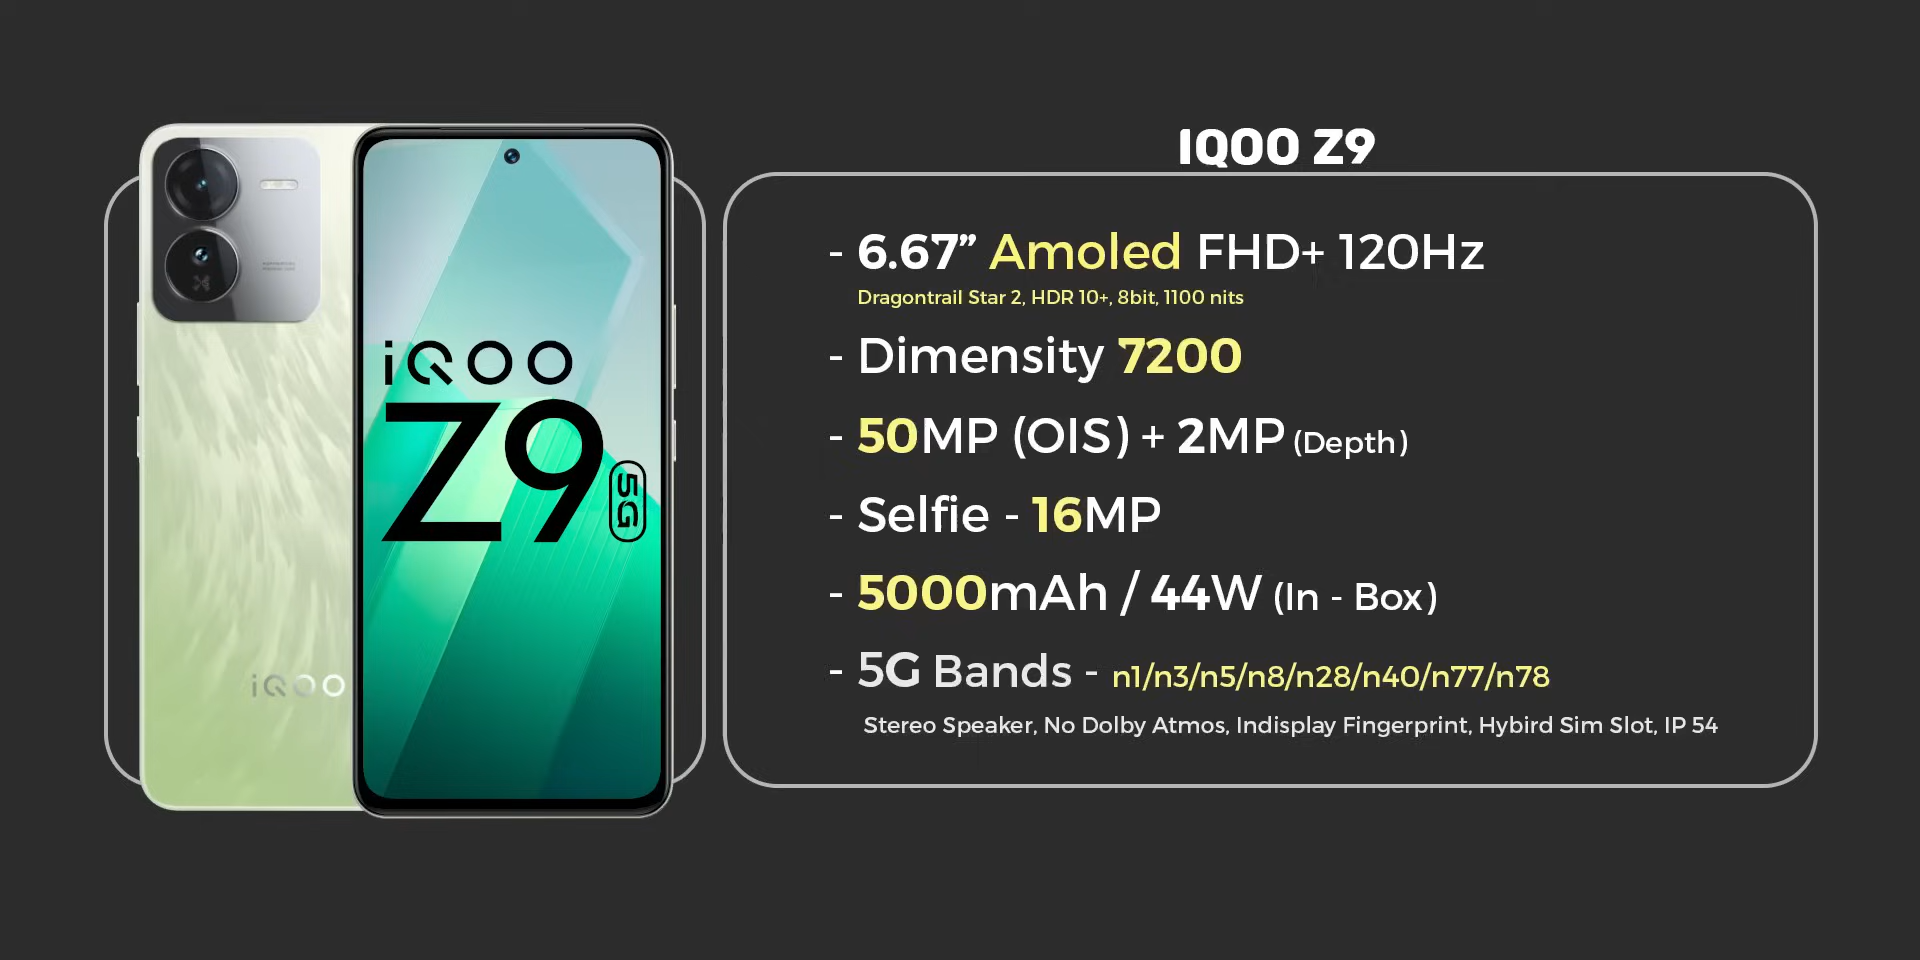 IQOO Z9
iQOO
Z9
5G
iQOO
- 6.67” Amoled FHD+ 120Hz
Dragontrail Star 2, HDR 10+, 8bit, 1100 nits
- Dimensity 7200
- 50MP (OIS) + 2MP (Depth)
- Selfie - 16MP
- 5000mAh / 44W (In - Box)
- 5G Bands - n1/n3/n5/n8/n28/n40/n77/n78
Stereo Speaker, No Dolby Atmos, Indisplay Fingerprint, Hybird Sim Slot, IP 54